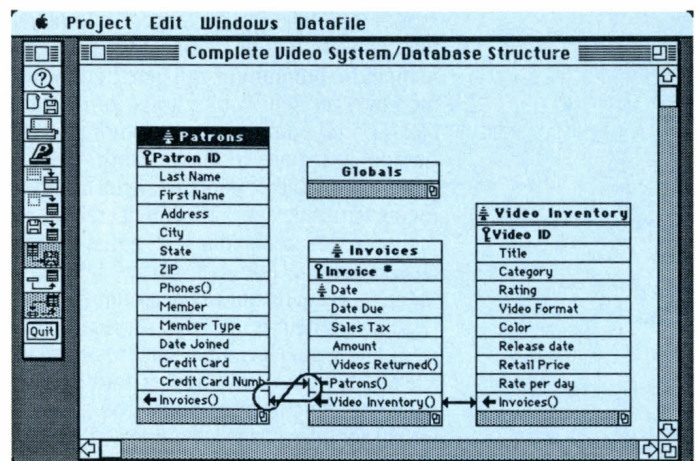 Project Edit Windows DataFile
Complete Video System/Database Structure
Patrons
Patron ID
Last Name
First Name
Address
City
State
ZIP
Phones()
Member
Member Type
Date Joined
Credit Card
Credit Card Numb
Invoices()
Globals
Invoices
Invoice #
Date
Date Due
Sales Tax
Amount
Videos Returned()
Patrons()
Video Inventory()
Video Inventory
Video ID
Title
Category
Rating
Video Format
Color
Release date
Retail Price
Rate per day
Invoices()
Quit